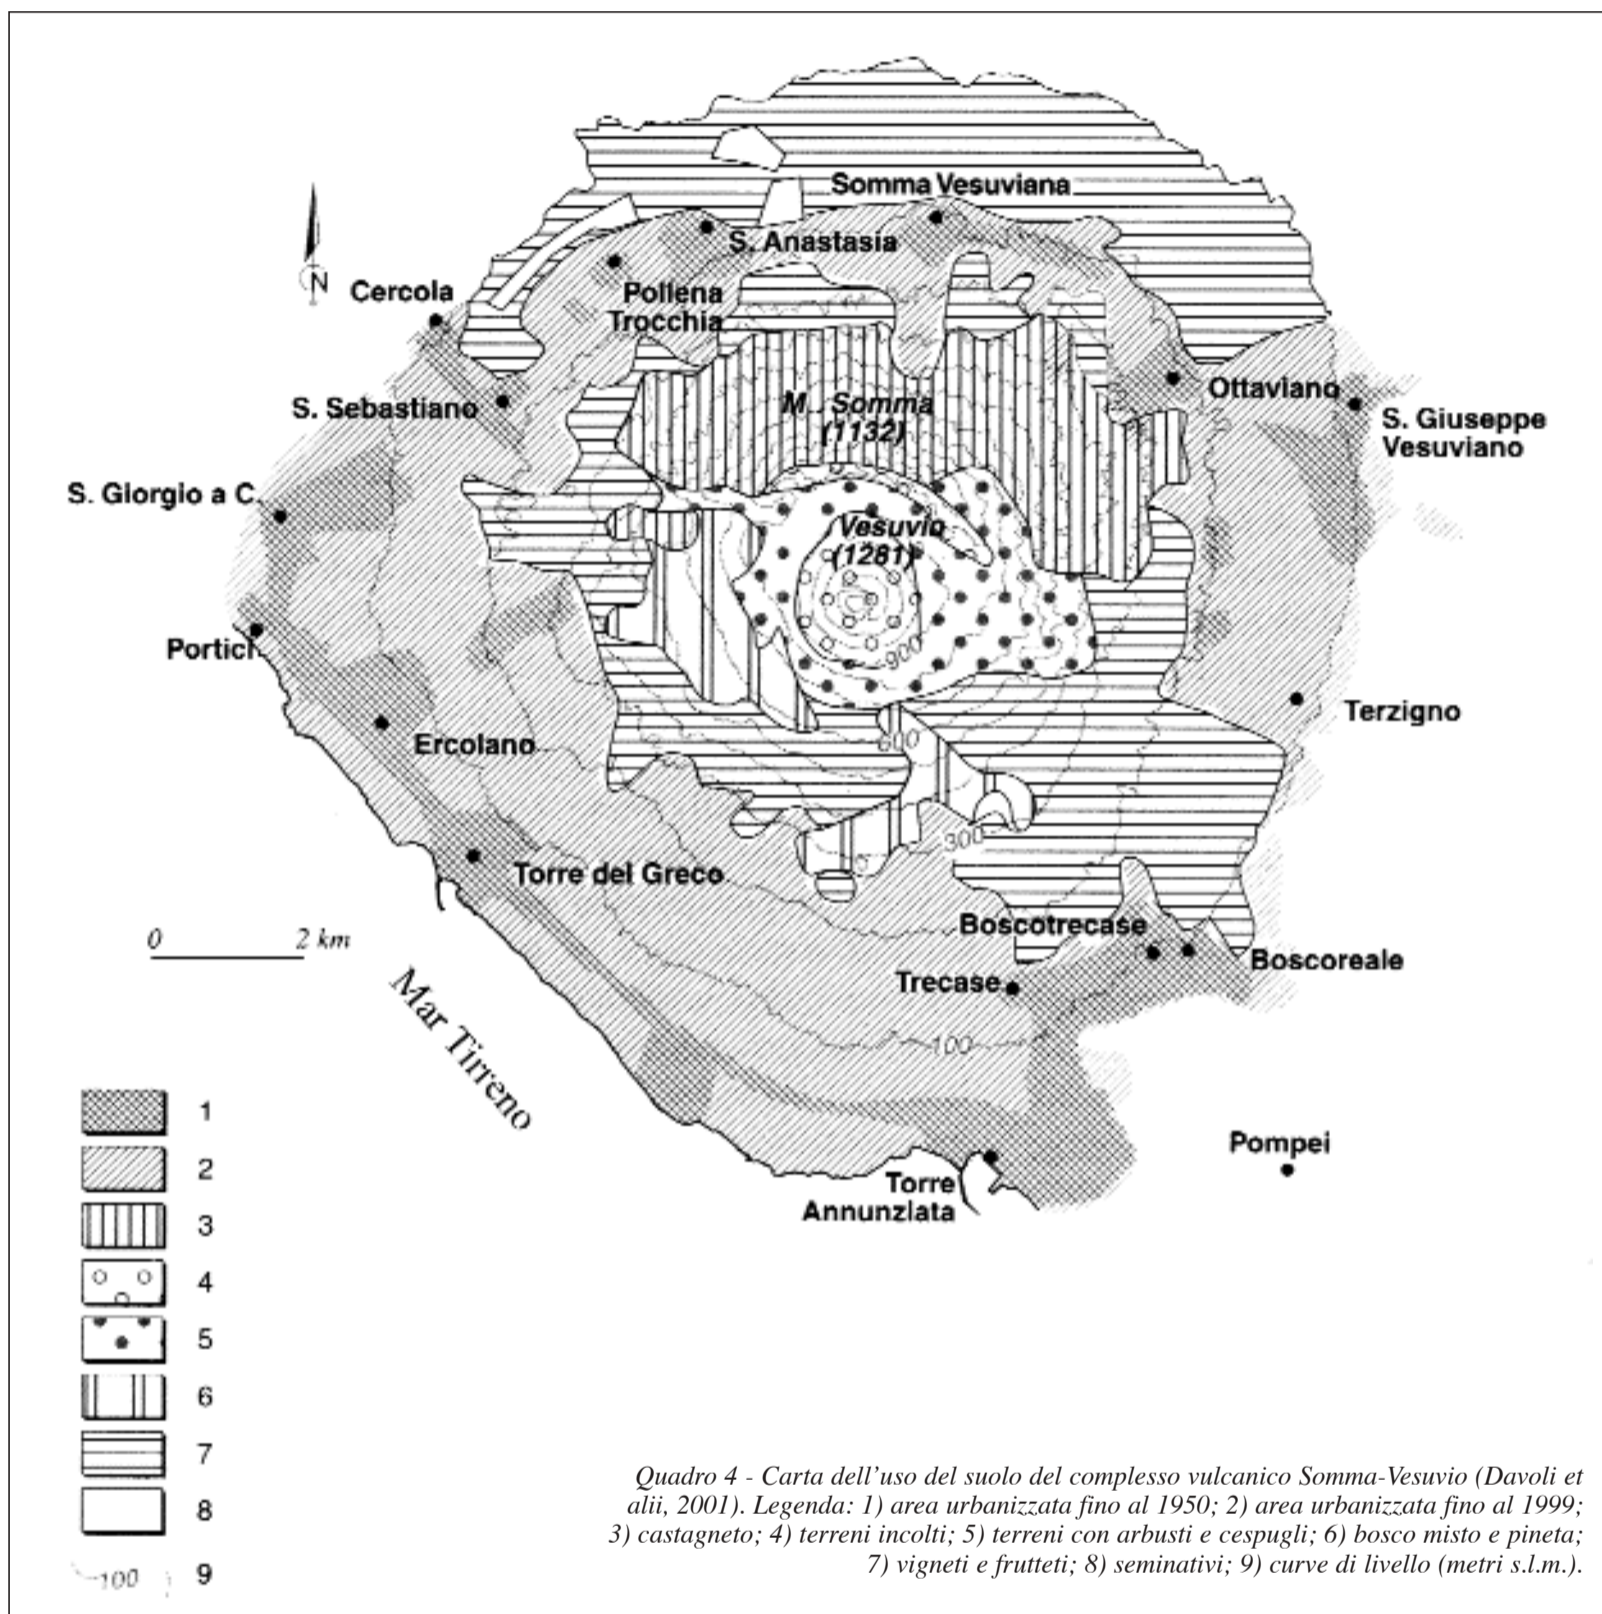 Somma Vesuviana
S. Anastasia
N
Cercola
Pollena
Trocchia
Ottaviano
S. Sebastiano
M. Somma
(1132)
S. Giuseppe
Vesuviano
S. Giorgio a C.
Vesuvio
(1281)
900
Portici
Terzigno
Ercolano
600
300
Torre del Greco
Boscotrecase
0 2 km
Boscoreale
Trecase
Mar Tirreno
100
1
Pompei
2
Torre
Annunziata
3
4
5
6
7
8
100 9
Quadro 4 - Carta dell'uso del suolo del complesso vulcanico Somma-Vesuvio (Davoli et
alii, 2001). Legenda: 1) area urbanizzata fino al 1950; 2) area urbanizzata fino al 1999;
3) castagneto; 4) terreni incolti; 5) terreni con arbusti e cespugli; 6) bosco misto e pineta;
7) vigneti e frutteti; 8) seminativi; 9) curve di livello (metri s.l.m.).